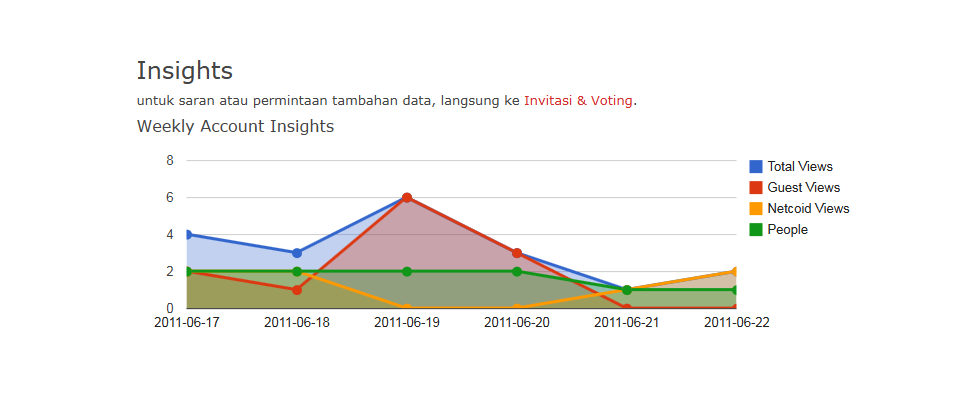 Insights
untuk saran atau permintaan tambahan data, langsung ke Invitasi & Voting.
Weekly Account Insights
8
6
4
2
0
2011-06-17 2011-06-18 2011-06-19 2011-06-20 2011-06-21 2011-06-22
Total Views
Guest Views
Netcoid Views
People